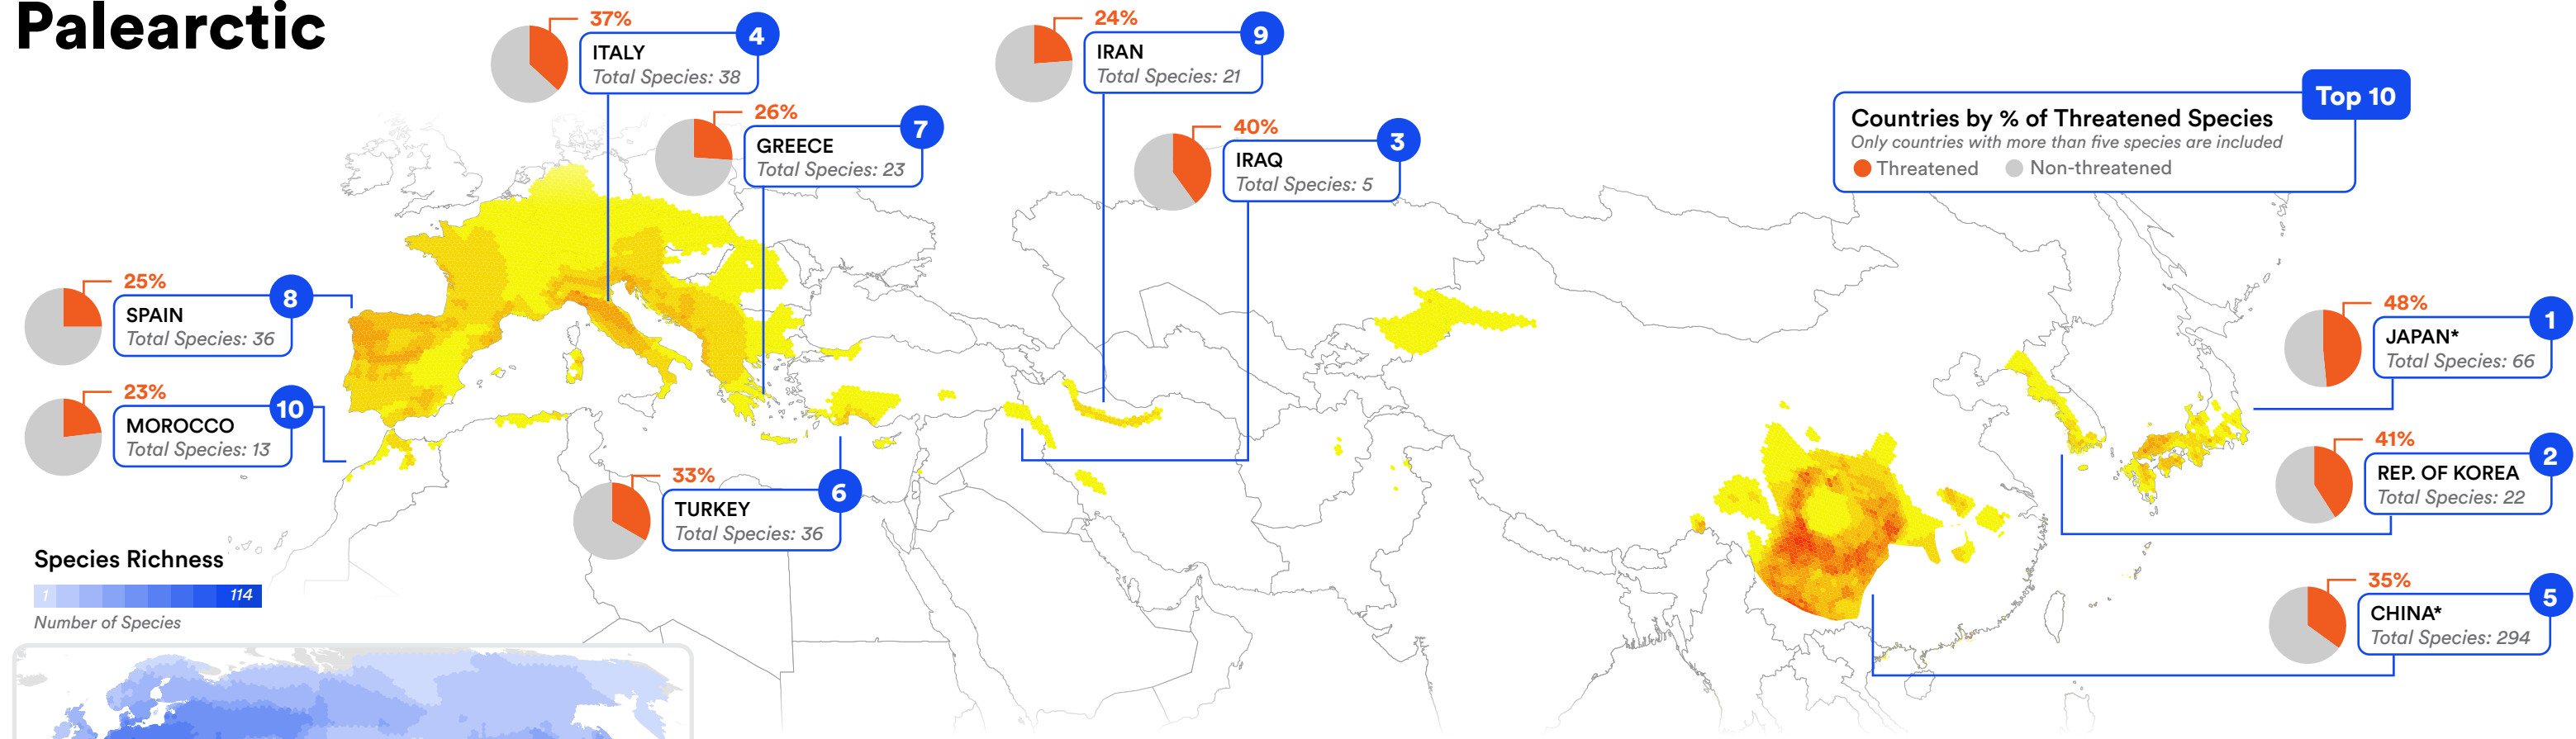 Palearctic
37%
4
ITALY
Total Species: 38
24%
9
IRAN
Total Species: 21
26%
7
GREECE
Total Species: 23
40%
3
IRAQ
Total Species: 5
Top 10
Countries by % of Threatened Species
Only countries with more than five species are included
Threatened
Non-threatened
25%
8
SPAIN
Total Species: 36
23%
10
MOROCCO
Total Species: 13
33%
6
TURKEY
Total Species: 36
48%
1
JAPAN*
Total Species: 66
41%
2
REP. OF KOREA
Total Species: 22
35%
5
CHINA*
Total Species: 294
Species Richness
1 114
Number of Species